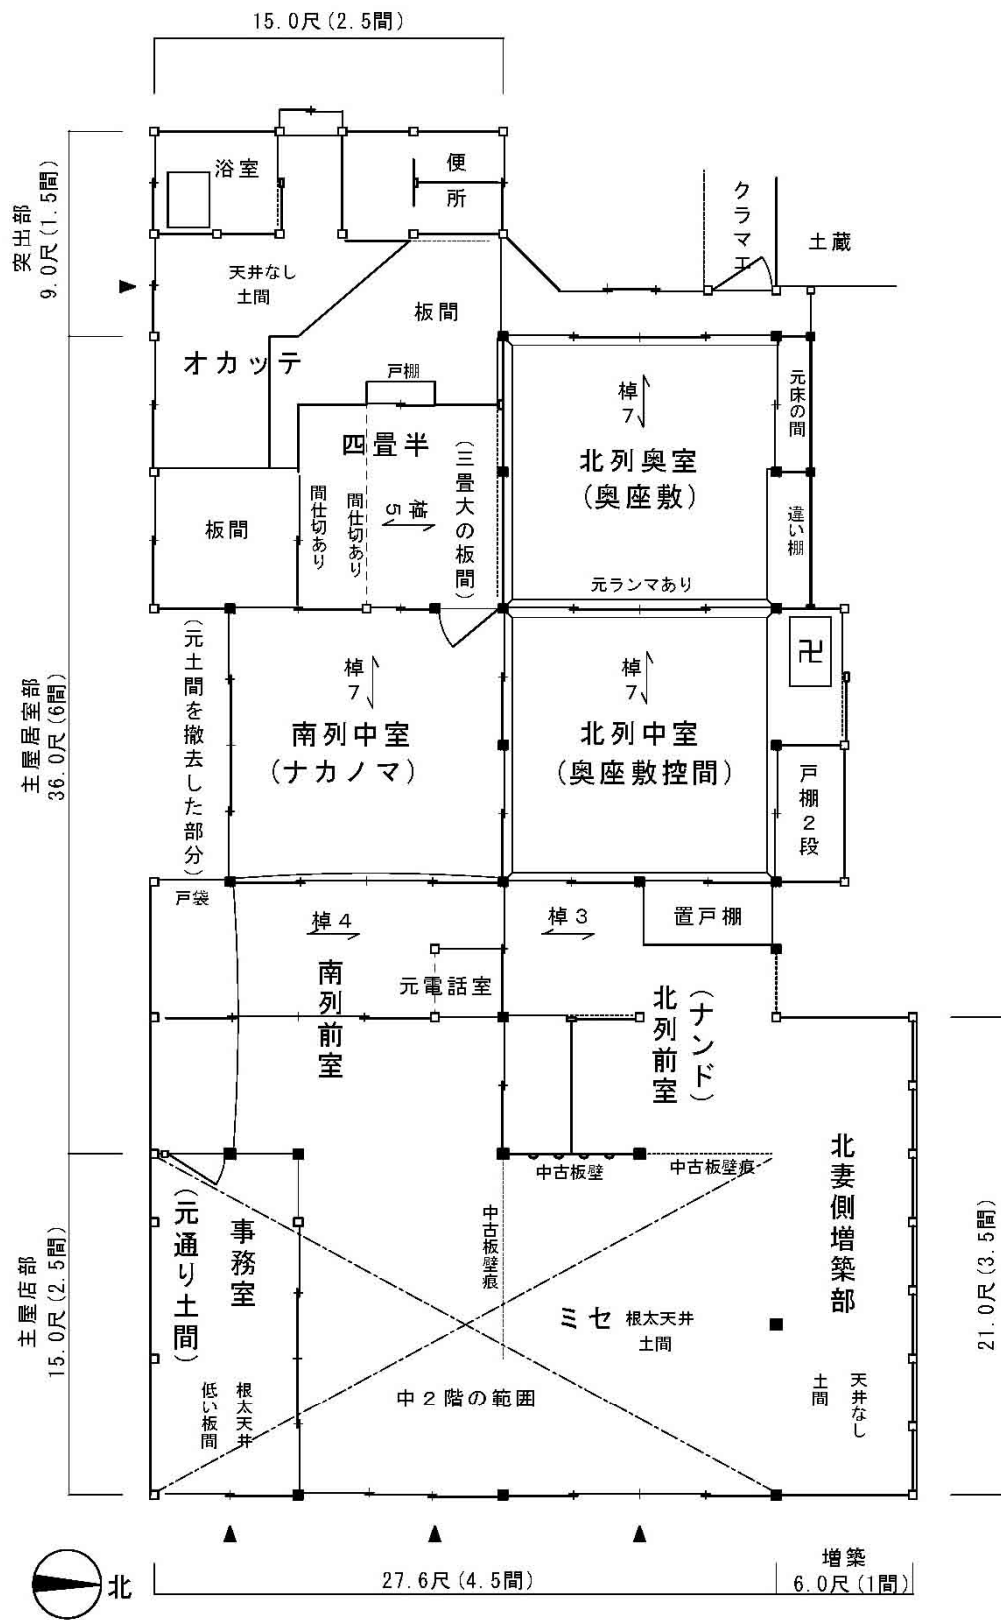 15.0尺(2.5間)
突出部
9.0尺(1.5間)
浴室
便
所
クラマエ
土蔵
天井なし
土間
板間
オカッテ
戸棚
四畳半
(三畳大の板間)
間仕切あり
間仕切あり
棹
5
板間
棹
7
北列奥室
(奥座敷)
元床の間
違い棚
元ランマあり
主屋居室部
36.0尺(6間)
(元土間を撤去した部分)
棹
7
南列中室
(ナカノマ)
棹
7
北列中室
(奥座敷控間)
卍
戸棚2段
戸袋
棹4
棹3
置戸棚
南列前室
元電話室
北列前室
(ナンド)
中古板壁
中古板壁痕
中古板壁痕
北妻側増築部
主屋店部
15.0尺(2.5間)
(元通り土間)
事務室
根太天井
低い板間
ミセ
根太天井
土間
中2階の範囲
天井なし
土間
21.0尺(3.5間)
北
27.6尺(4.5間)
増築
6.0尺(1間)